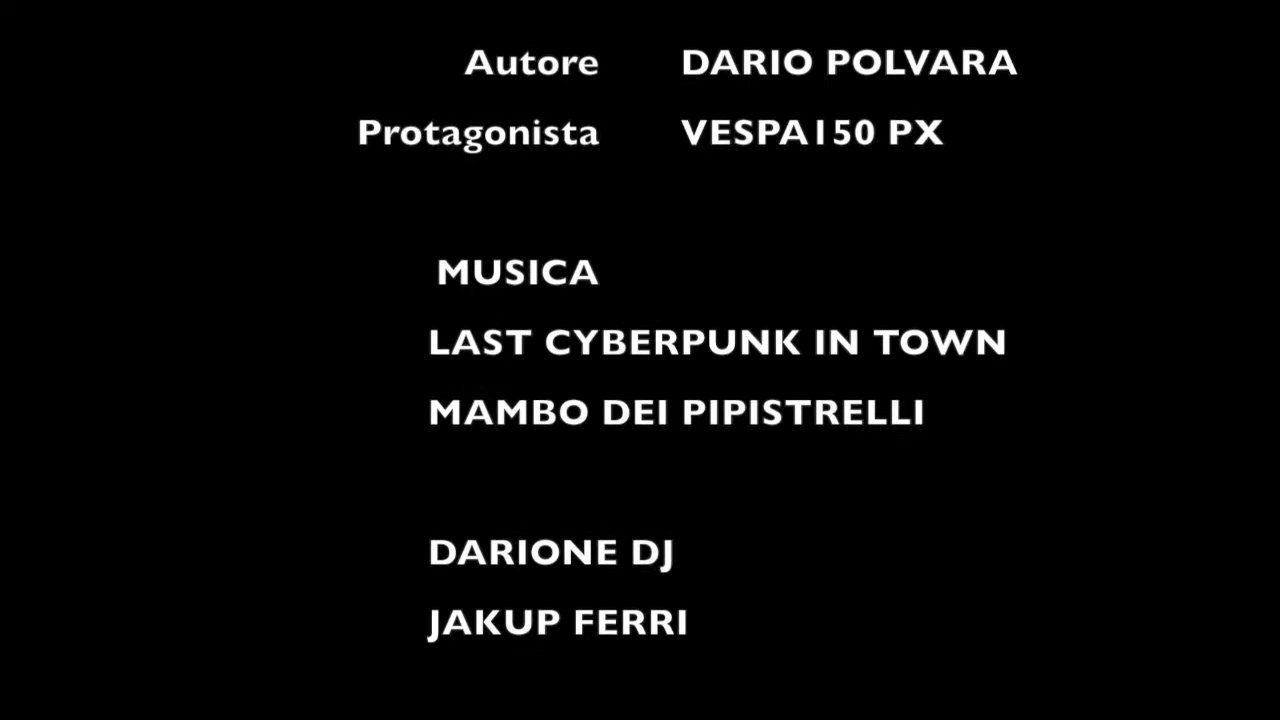 Autore DARIO POLVARA
Protagonista VESPA150 PX
MUSICA
LAST CYBERPUNK IN TOWN
MAMBO DEI PIPISTRELLI
DARIONE DJ
JAKUP FERRI